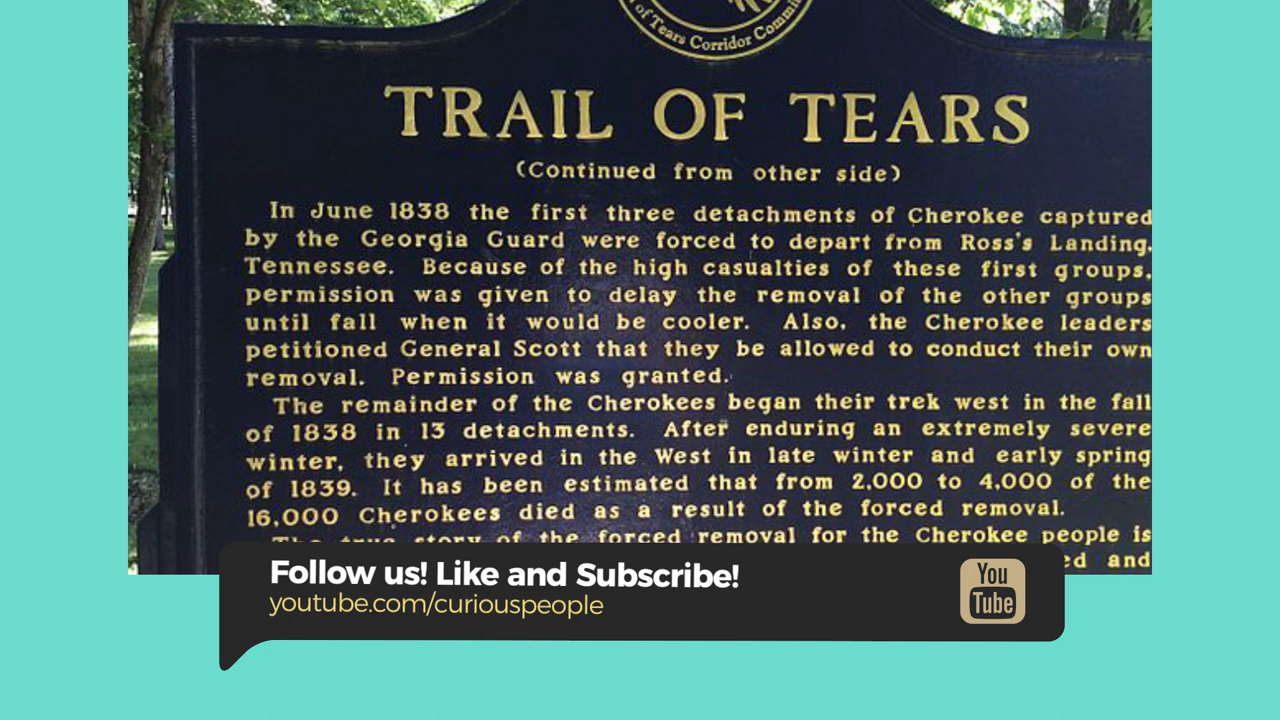 of Tears Corridor Commi
TRAIL OF TEARS
(Continued from other side)
In June 1838 the first three detachments of Cherokee captured
by the Georgia Guard were forced to depart from Ross's Landing,
Tennessee. Because of the high casualties of these first groups,
permission was given to delay the removal of the other groups
until fall when it would be cooler. Also, the Cherokee leaders
petitioned General Scott that they be allowed to conduct their own
removal. Permission was granted.
The remainder of the Cherokees began their trek west in the fall
of 1838 in 13 detachments. After enduring an extremely severe
winter, they arrived in the West in late winter and early spring
of 1839. It has been estimated that from 2,000 to 4,000 of the
16,000 Cherokees died as a result of the forced removal.
The true story of the forced removal for the Cherokee people is
ed and
Follow us! Like and Subscribe!
youtube.com/curiouspeople
You
Tube